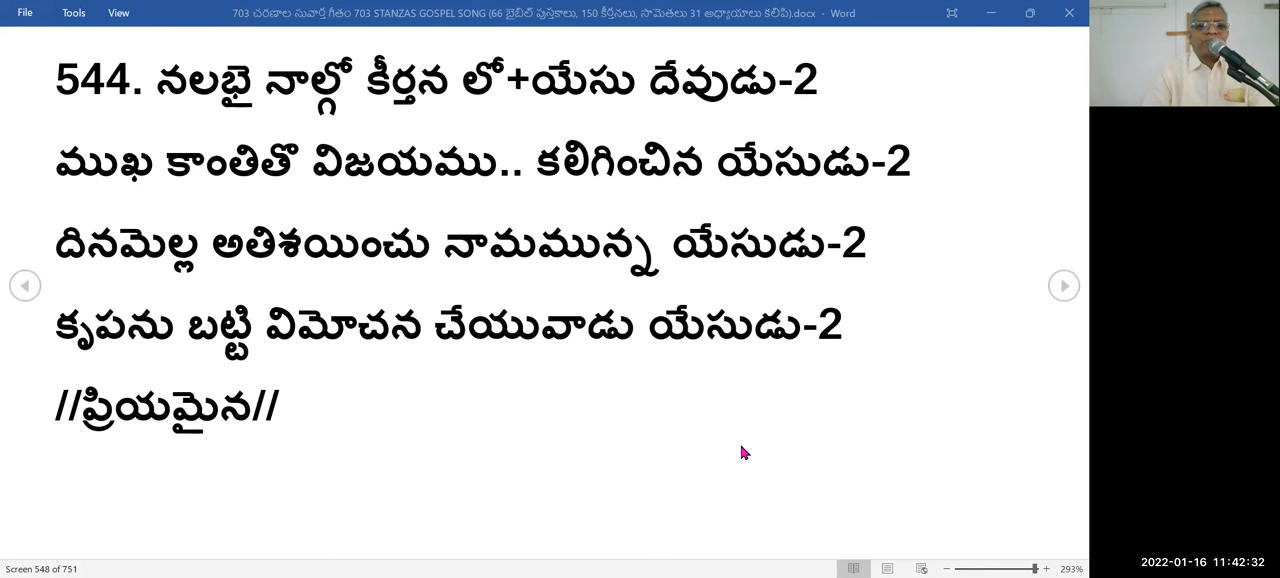 File Tools View 703 చరణాల సువార్త గీతం 703 STANZAS GOSPEL SONG (66 బైబిల్ పుస్తకాలు, 150 కీర్తనలు, సామెతలు 31 అధ్యాయాలు కలిపి).docx - Word
544. నలభై నాల్గో కీర్తన లో+యేసు దేవుడు-2
ముఖ కాంతితొ విజయము.. కలిగించిన యేసుడు-2
దినమెల్ల అతిశయించు నామమున్న యేసుడు-2
కృపను బట్టి విమోచన చేయువాడు యేసుడు-2
//ప్రియమైన//
2022-01-16 11:42:32
Screen 548 of 751 293%